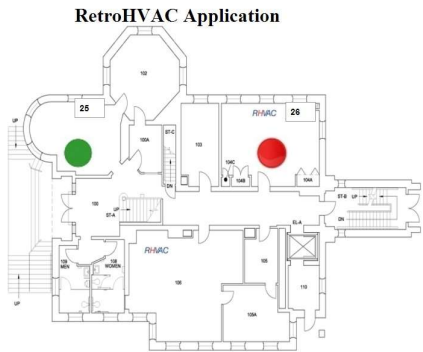 RetroHVAC Application
102
UP
25
RHVAC
26
100A
ST-C
103
104C
104B
104A
DN
ST-B
UP
DN
100
UP
ST-A
EL-A
109
MEN
108
WOMEN
RHVAC
106
105
110
105A
UP